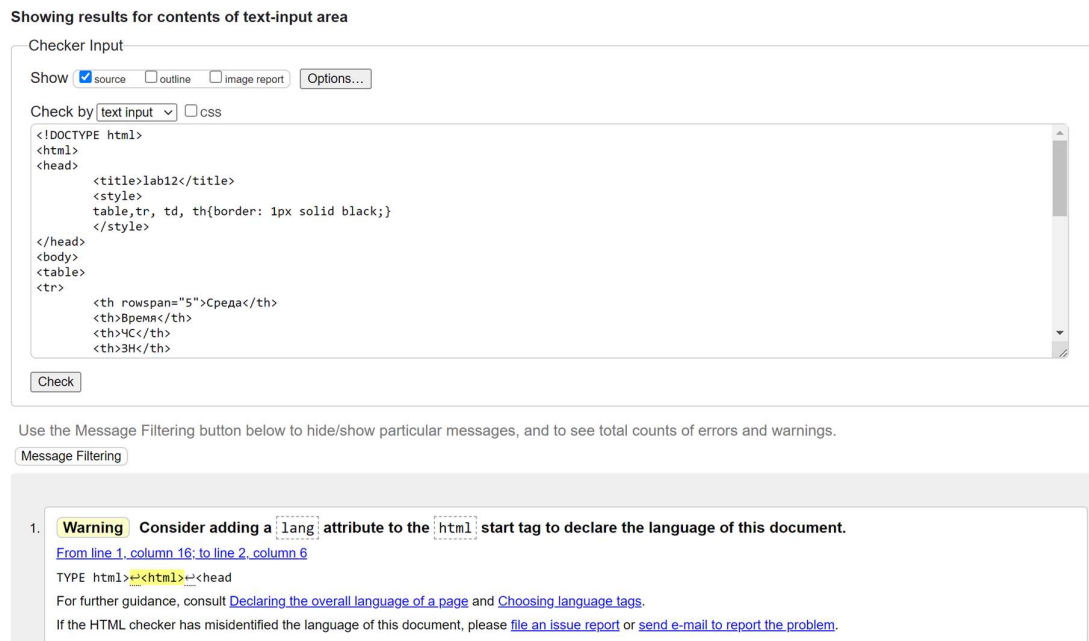 Showing results for contents of text-input area
Checker Input
Show source outline image report Options...
Check by text input css
<!DOCTYPE html>
<html>
<head>
<title>lab12</title>
<style>
table,tr, td, th{border: 1px solid black;}
</style>
</head>
<body>
<table>
<tr>
<th rowspan="5">Среда</th>
<th>Время</th>
<th>ЧС</th>
<th>ЗН</th>
Check
Use the Message Filtering button below to hide/show particular messages, and to see total counts of errors and warnings.
Message Filtering
1. Warning Consider adding a lang attribute to the html start tag to declare the language of this document.
From line 1, column 16; to line 2, column 6
TYPE html>↩<html>↩<head
For further guidance, consult Declaring the overall language of a page and Choosing language tags.
If the HTML checker has misidentified the language of this document, please file an issue report or send e-mail to report the problem.